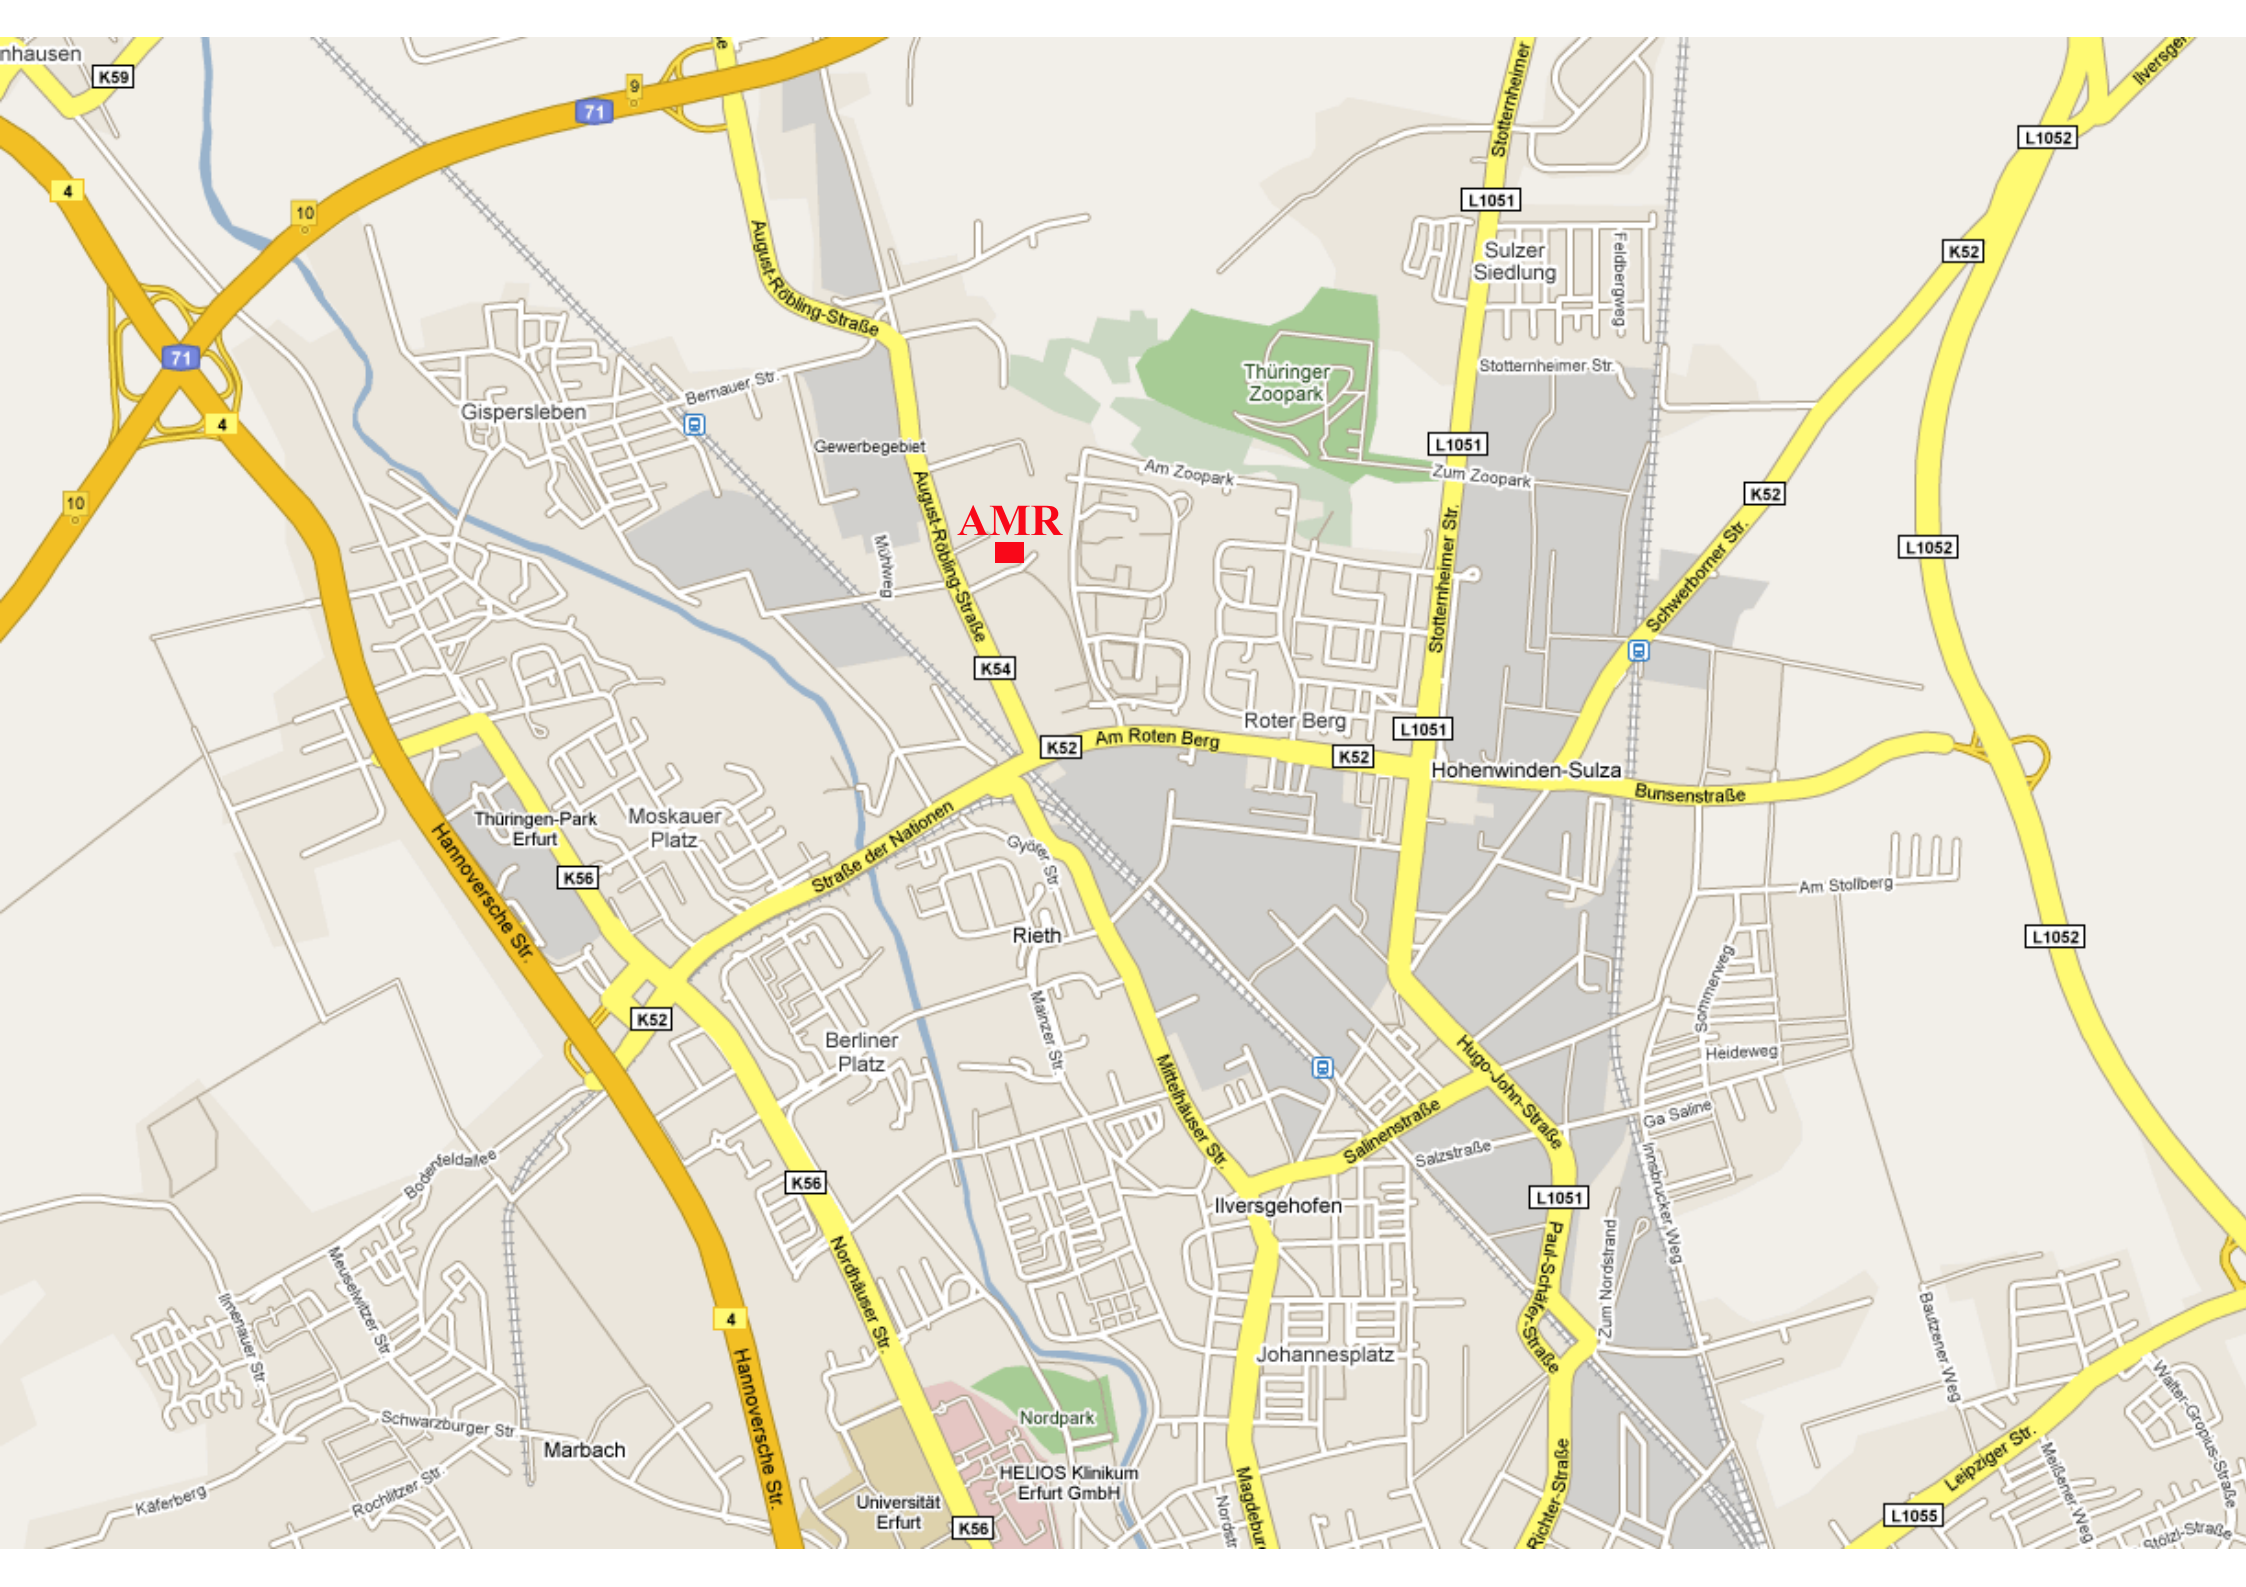 nhausen
K59
9
71
L1052
4
Stotternheimer
L1051
10
K52
August-Röbling-Straße
Sulzer
Siedlung
Feldbergweg
71
Thüringer
Zoopark
Stotternheimer Str.
Bernauer Str.
Gispersleben
4
Gewerbegebiet
L1051
Am Zoopark
Zum Zoopark
K52
10
August-Röbling-Straße
AMR
Mühlweg
Stotternheimer Str.
Schwerborner Str.
L1052
K54
Roter Berg
L1051
K52
Am Roten Berg
K52
Hohenwinden-Sulza
Bunsenstraße
Thüringen-Park
Erfurt
Moskauer
Platz
Straße der Nationen
Hannoversche Str.
K56
Am Stollberg
Rieth
L1052
Sommerweg
K52
Mainzer Str.
Berliner
Platz
Heideweg
Hugo-John-Straße
Mittelhäuser Str.
Salinenstraße
Ga Saline
Salzstraße
Bodenfeldallee
K56
L1051
Ilversgehofen
Innsbrucker Weg
Nordhäuser Str.
Paul-Schäfer-Straße
Zum Nordstrand
Meuselwitzer Str.
Ilmenauer Str.
4
Bautzener Weg
Johannesplatz
Hannoversche Str.
Walter-Gropius-Straße
Schwarzburger Str.
Nordpark
Marbach
Leipziger Str.
Meißener Weg
HELIOS Klinikum
Erfurt GmbH
Rochlitzer Str.
Käferberg
Universität
Erfurt
K56
Nordstr
Magdebur
Richter-Straße
L1055
Stölzl-Straße